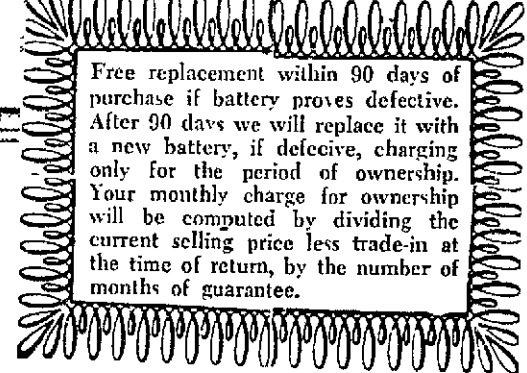 Free replacement within 90 days of
purchase if battery proves defective.
After 90 days we will replace it with
a new battery, if defecive, charging
only for the period of ownership.
Your monthly charge for ownership
will be computed by dividing the
current selling price less trade-in at
the time of return, by the number of
months of guarantee.